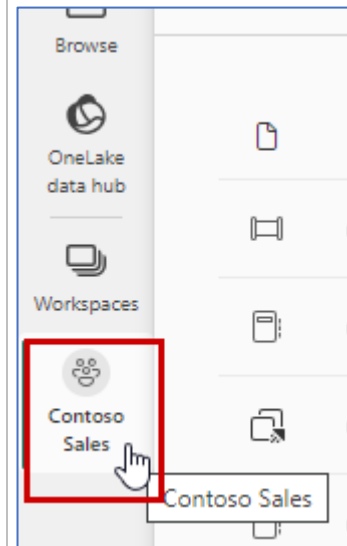 Browse
OneLake
data hub
Workspaces
Contoso
Sales
Contoso Sales